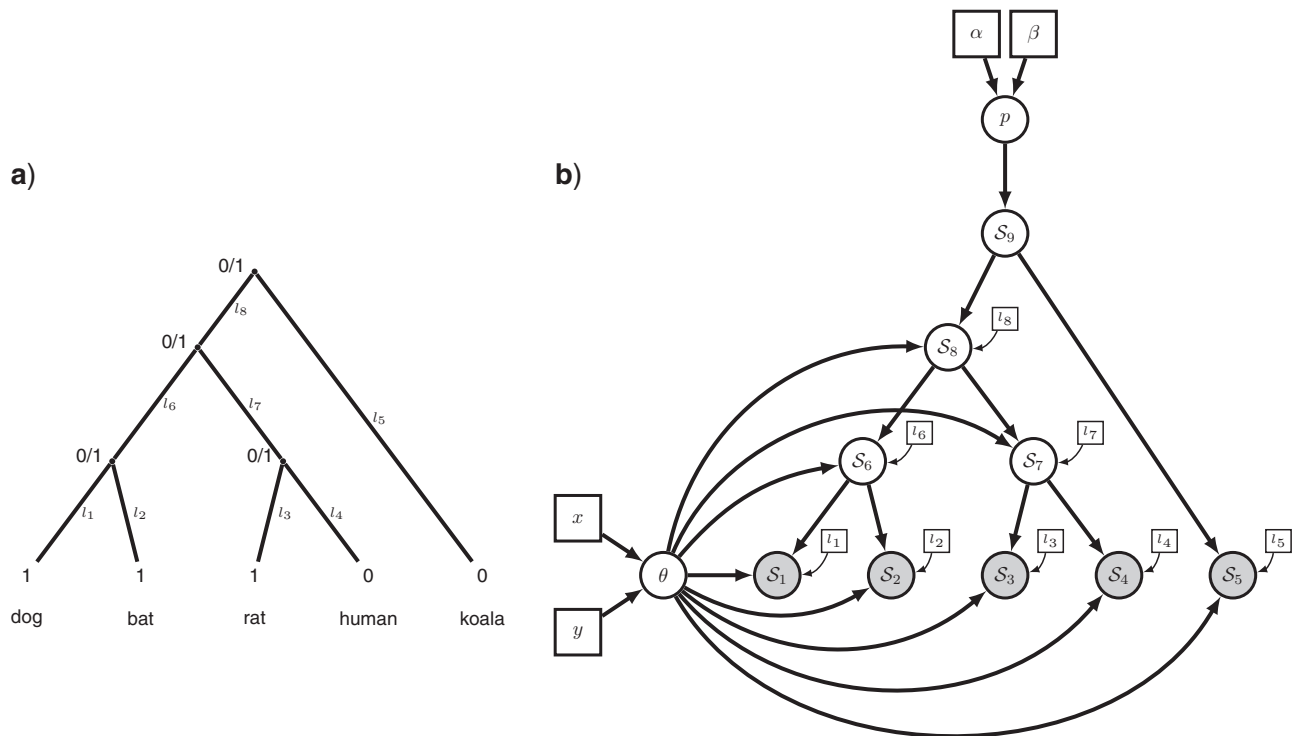 a)
0/1
l₈
0/1
l₆
l₇
l₅
0/1
0/1
l₁
l₂
l₃
l₄
1
1
1
0
0
dog
bat
rat
human
koala
b)
α
β
p
S₉
S₈
l₈
S₆
l₆
S₇
l₇
x
θ
y
S₁
l₁
S₂
l₂
S₃
l₃
S₄
l₄
S₅
l₅